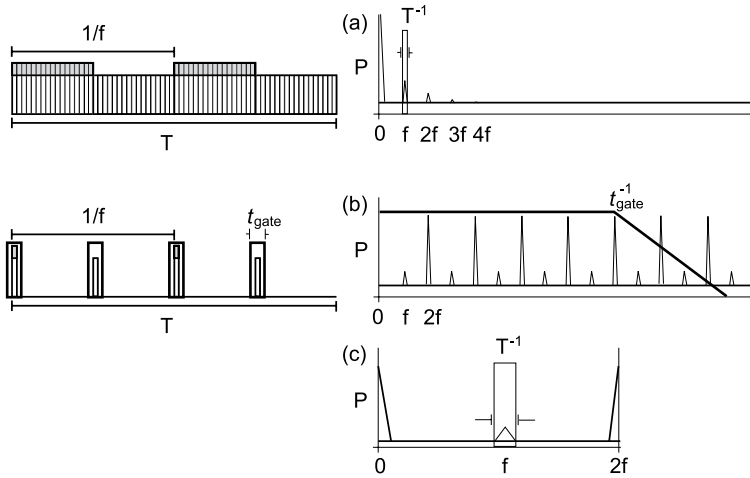 (a)
1/f
T⁻¹
P
0 f 2f 3f 4f
T
(b)
1/f
t_gate
t_gate⁻¹
P
0 f 2f
T
(c)
T⁻¹
P
0 f 2f